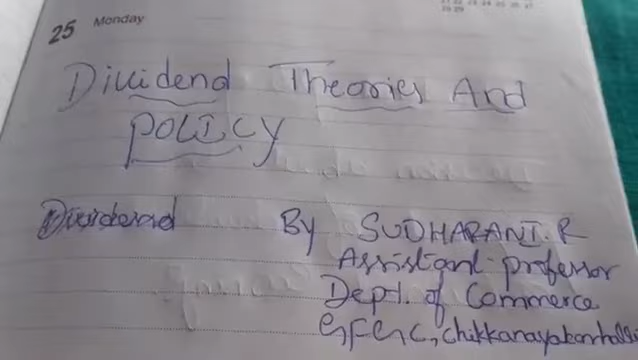 25 Monday
Dividend Theories And
POLICY
Dividend By SUDHARANI.R
Assistant professor
Dept. of Commerce
GFGC, Chikkanayakanhalli